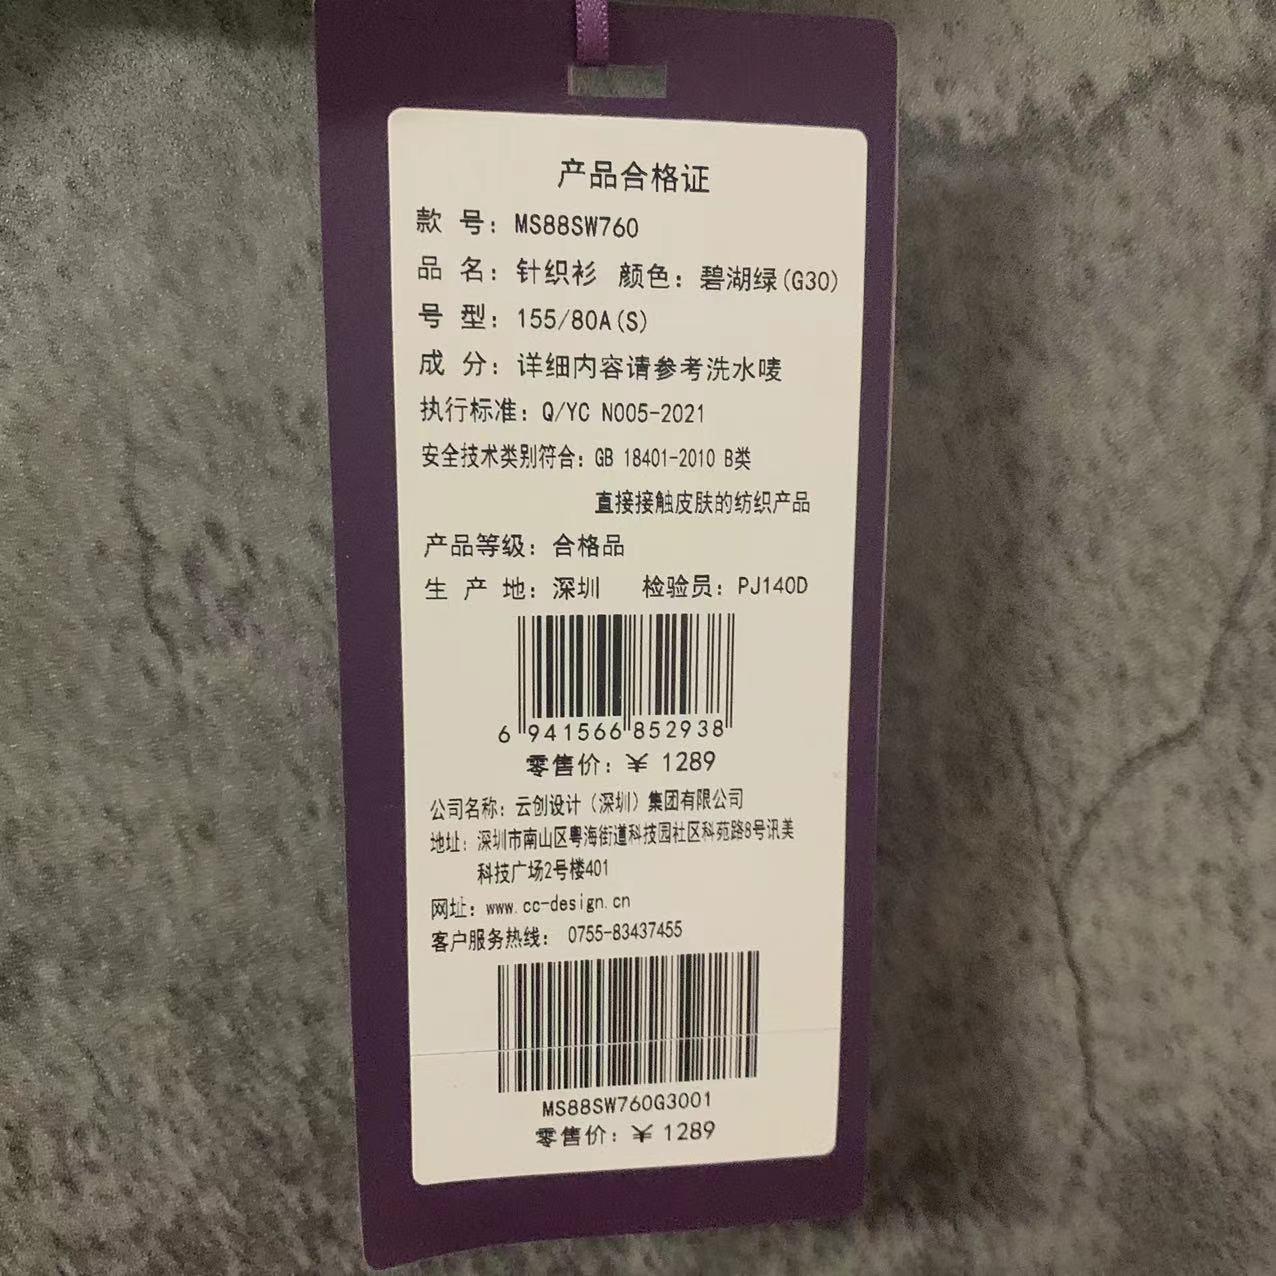 产品合格证
款 号：MS88SW760
品 名：针织衫 颜色：碧湖绿(G30)
号 型：155/80A(S)
成 分：详细内容请参考洗水唛
执行标准：Q/YC N005-2021
安全技术类别符合：GB 18401-2010 B类
直接接触皮肤的纺织产品
产品等级：合格品
生 产 地：深圳 检验员：PJ140D
6 941566 852938
零售价：¥ 1289
公司名称：云创设计（深圳）集团有限公司
地址：深圳市南山区粤海街道科技园社区科苑路8号讯美
科技广场2号楼401
网址：www.cc-design.cn
客户服务热线： 0755-83437455
MS88SW760G3001
零售价：¥ 1289